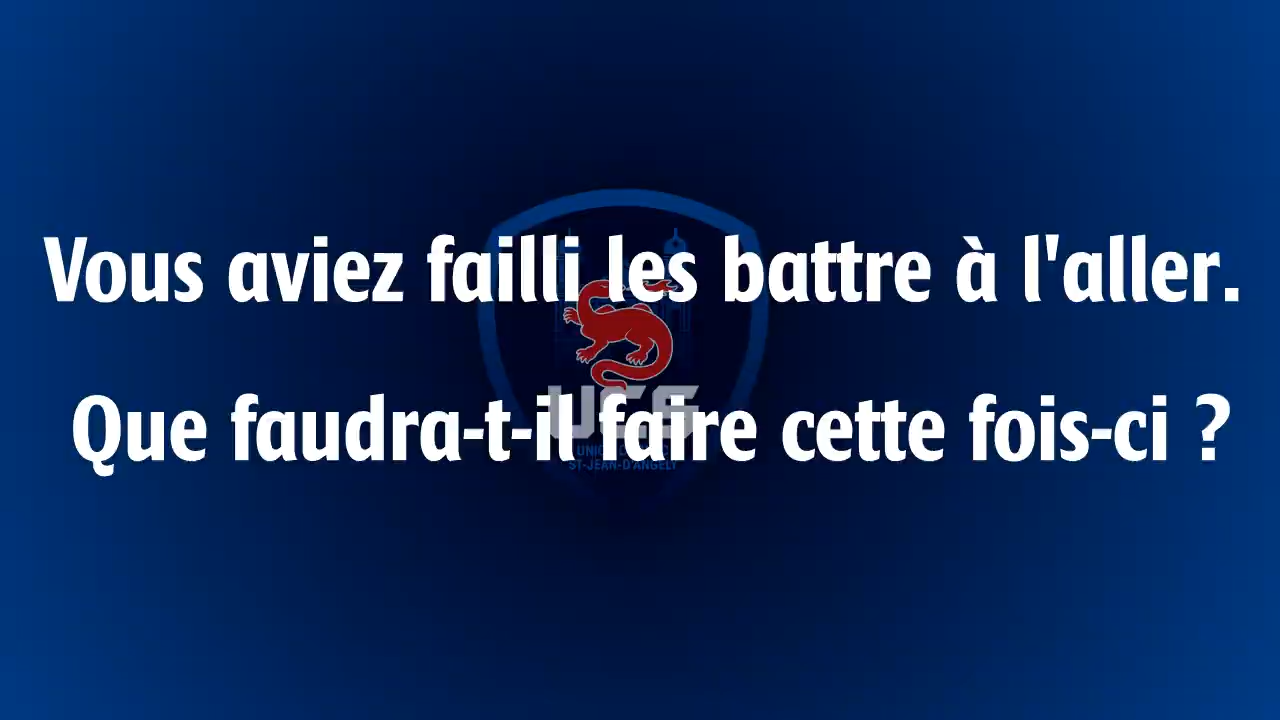 Vous aviez failli les battre à l'aller.
Que faudra-t-il faire cette fois-ci ?
UCS
ST-JEAN-D'ANGELY